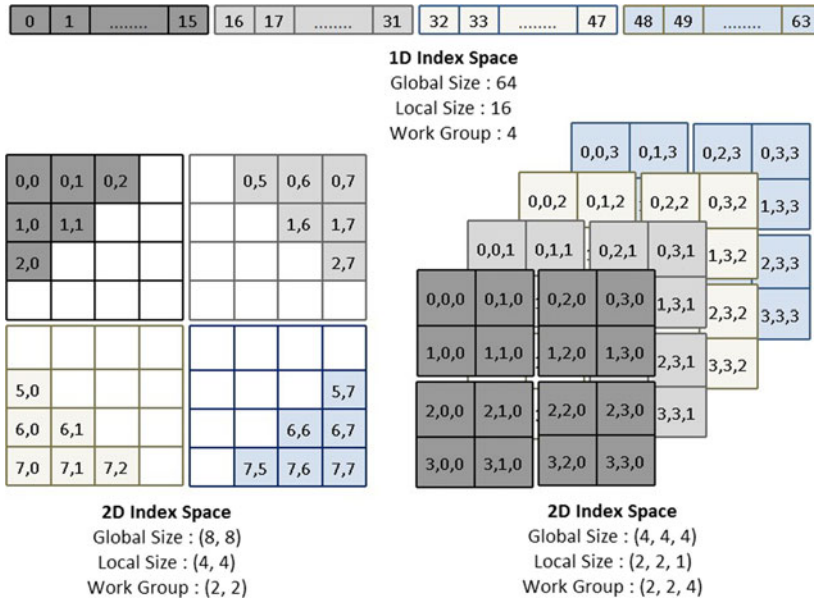 0 1 ........ 15 16 17 ........ 31 32 33 ........ 47 48 49 ........ 63
1D Index Space
Global Size : 64
Local Size : 16
Work Group : 4
0,0 0,1 0,2 0,5 0,6 0,7
1,0 1,1 1,6 1,7
2,0 2,7
5,0 5,7
6,0 6,1 6,6 6,7
7,0 7,1 7,2 7,5 7,6 7,7
2D Index Space
Global Size : (8, 8)
Local Size : (4, 4)
Work Group : (2, 2)
0,0,3 0,1,3 0,2,3 0,3,3
1,3,3
2,3,3
3,3,3
0,0,2 0,1,2 0,2,2 0,3,2
1,3,2
2,3,2
3,3,2
0,0,1 0,1,1 0,2,1 0,3,1
1,3,1
2,3,1
3,3,1
0,0,0 0,1,0 0,2,0 0,3,0
1,0,0 1,1,0 1,2,0 1,3,0
2,0,0 2,1,0 2,2,0 2,3,0
3,0,0 3,1,0 3,2,0 3,3,0
2D Index Space
Global Size : (4, 4, 4)
Local Size : (2, 2, 1)
Work Group : (2, 2, 4)